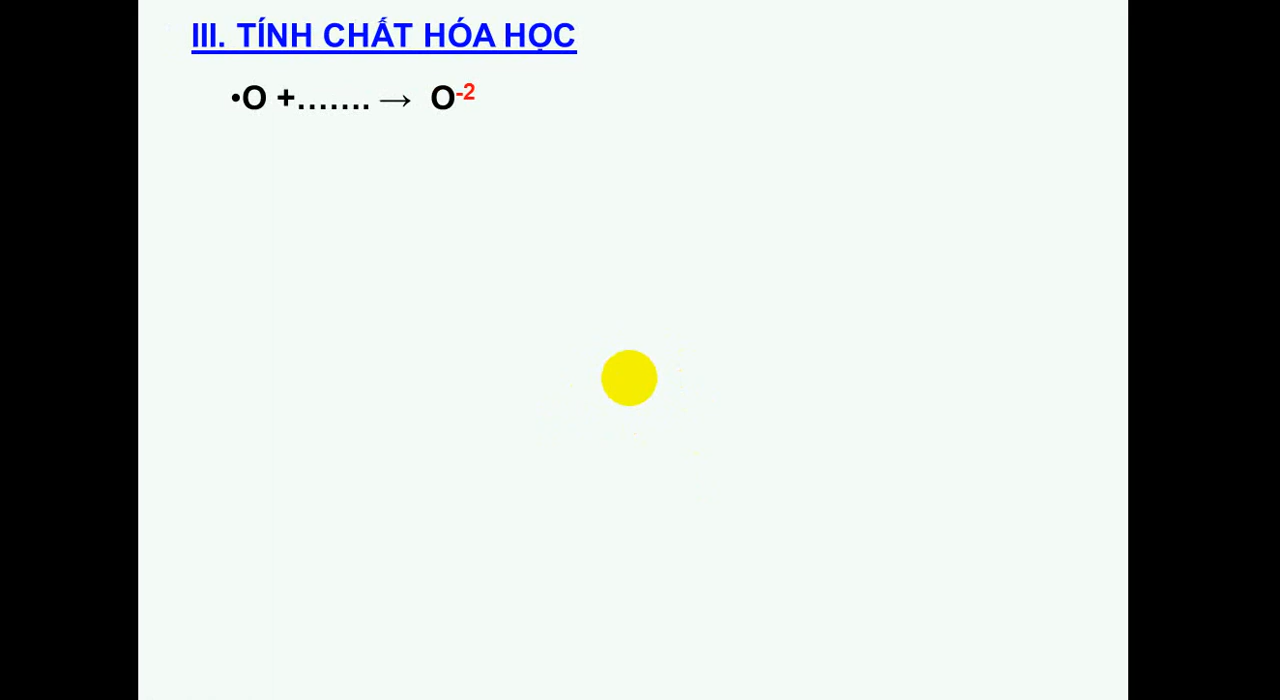 III. TÍNH CHẤT HÓA HỌC
•O +....... → O-2